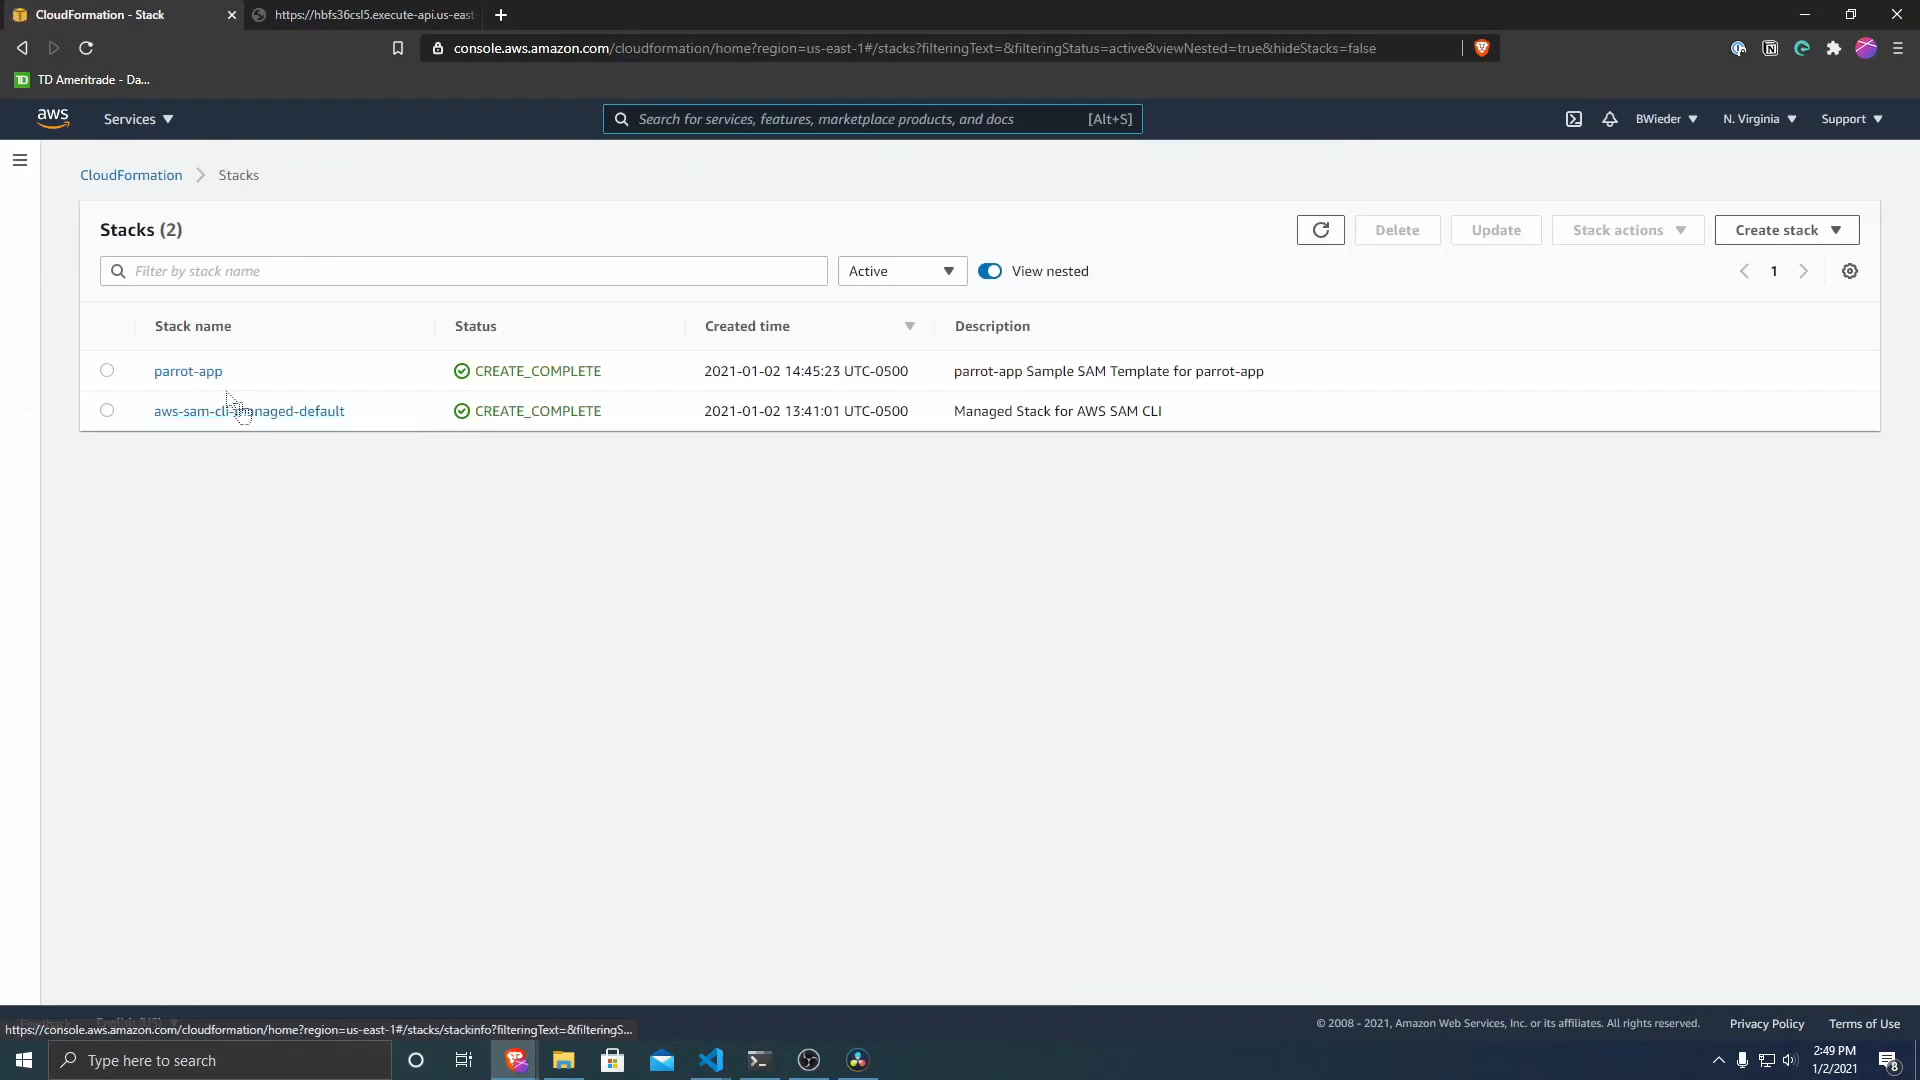 CloudFormation - Stack
https://hbfs36csl5.execute-api.us-east
console.aws.amazon.com/cloudformation/home?region=us-east-1#/stacks?filteringText=&filteringStatus=active&viewNested=true&hideStacks=false
TD TD Ameritrade - Da...
aws Services Search for services, features, marketplace products, and docs [Alt+S] BWieder N. Virginia Support
CloudFormation Stacks
Stacks (2) Delete Update Stack actions Create stack
Filter by stack name Active View nested 1
Stack name Status Created time Description
parrot-app CREATE_COMPLETE 2021-01-02 14:45:23 UTC-0500 parrot-app Sample SAM Template for parrot-app
aws-sam-cli-managed-default CREATE_COMPLETE 2021-01-02 13:41:01 UTC-0500 Managed Stack for AWS SAM CLI
Feedback English (US) © 2008 - 2021, Amazon Web Services, Inc. or its affiliates. All rights reserved. Privacy Policy Terms of Use
https://console.aws.amazon.com/cloudformation/home?region=us-east-1#/stacks/stackinfo?filteringText=&filteringS...
Type here to search 2:49 PM
1/2/2021
8